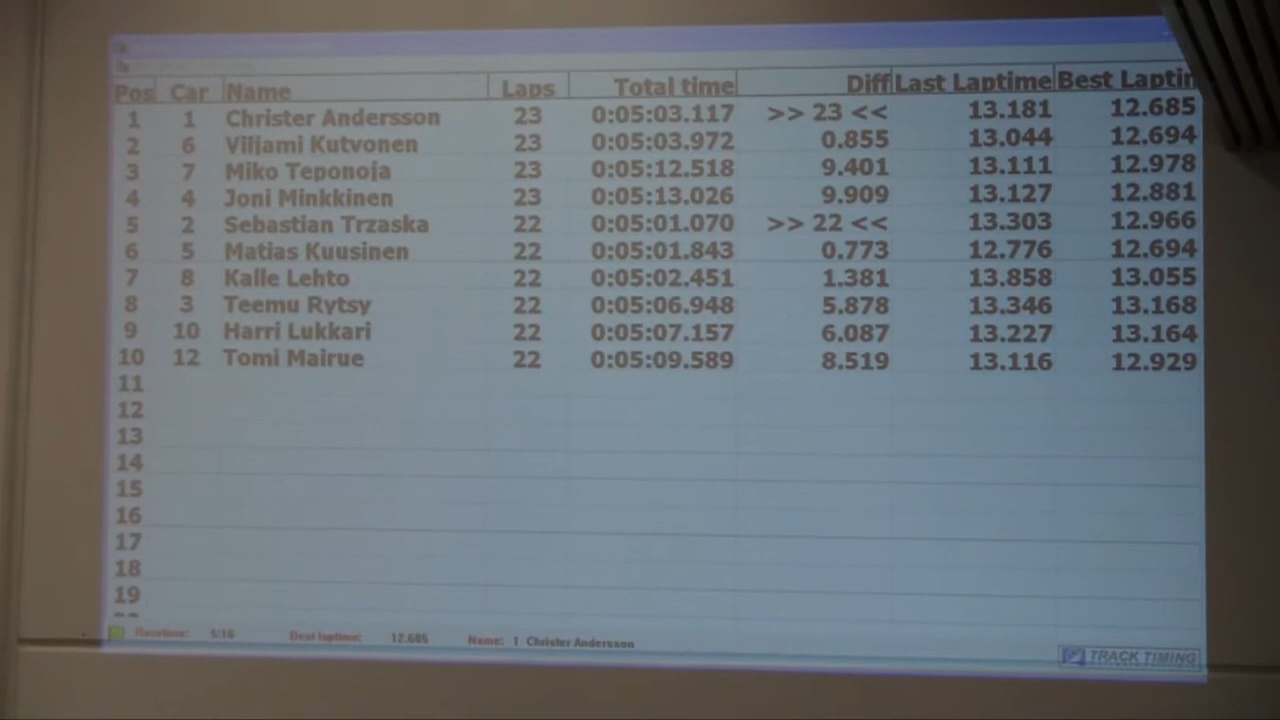 Pos Car Name Laps Total time Diff Last Laptime Best Laptim
1 1 Christer Andersson 23 0:05:03.117 >> 23 << 13.181 12.685
2 6 Viljami Kutvonen 23 0:05:03.972 0.855 13.044 12.694
3 7 Miko Teponoja 23 0:05:12.518 9.401 13.111 12.978
4 4 Joni Minkkinen 23 0:05:13.026 9.909 13.127 12.881
5 2 Sebastian Trzaska 22 0:05:01.070 >> 22 << 13.303 12.966
6 5 Matias Kuusinen 22 0:05:01.843 0.773 12.776 12.694
7 8 Kalle Lehto 22 0:05:02.451 1.381 13.858 13.055
8 3 Teemu Rytsy 22 0:05:06.948 5.878 13.346 13.168
9 10 Harri Lukkari 22 0:05:07.157 6.087 13.227 13.164
10 12 Tomi Mairue 22 0:05:09.589 8.519 13.116 12.929
11
12
13
14
15
16
17
18
19
Racetime: 5:16 Best laptime: 12.685 Name: 1 Christer Andersson
TRACK TIMING